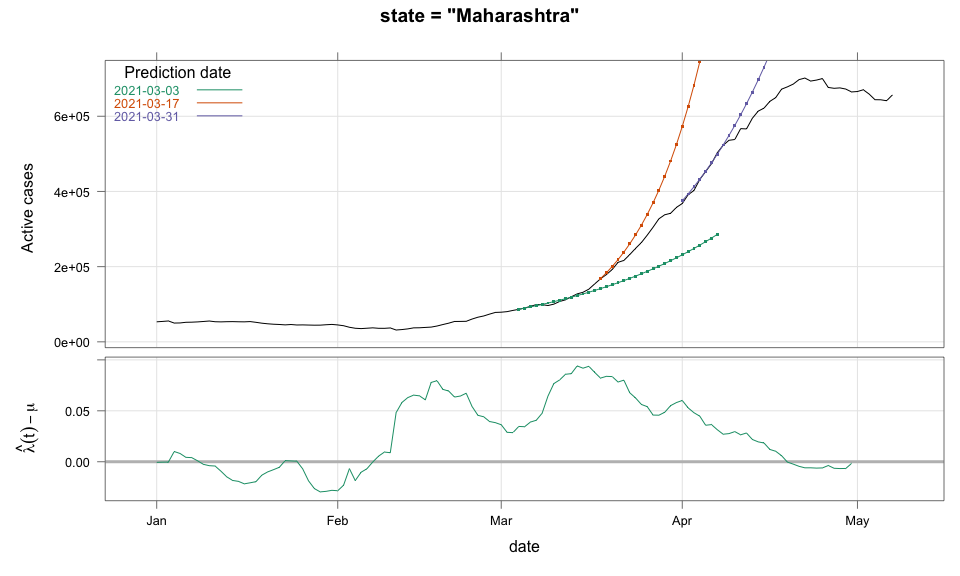 state = "Maharashtra"
Prediction date
2021-03-03
2021-03-17
2021-03-31
Active cases
6e+05
4e+05
2e+05
0e+00
λ̂(t) − μ
0.05
0.00
Jan Feb Mar Apr May
date